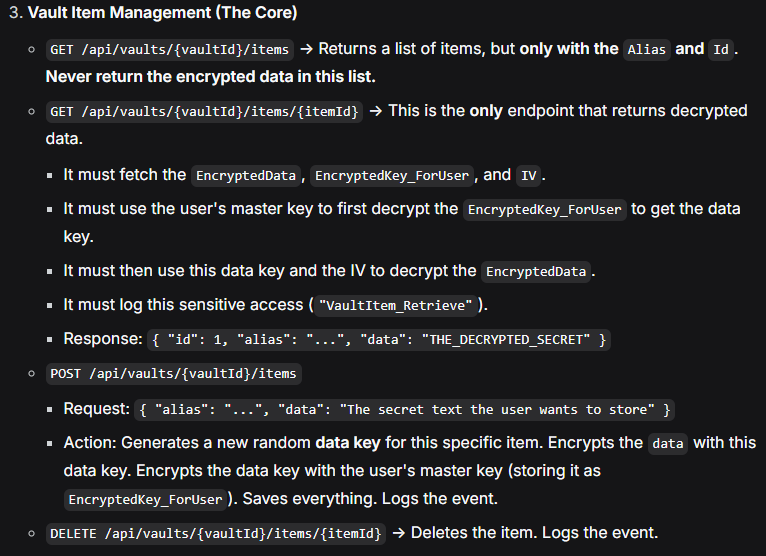 3. Vault Item Management (The Core)
GET /api/vaults/{vaultId}/items → Returns a list of items, but only with the Alias and Id.
Never return the encrypted data in this list.
GET /api/vaults/{vaultId}/items/{itemId} → This is the only endpoint that returns decrypted
data.
It must fetch the EncryptedData, EncryptedKey_ForUser, and IV.
It must use the user's master key to first decrypt the EncryptedKey_ForUser to get the data
key.
It must then use this data key and the IV to decrypt the EncryptedData.
It must log this sensitive access ("VaultItem_Retrieve").
Response: { "id": 1, "alias": "...", "data": "THE_DECRYPTED_SECRET" }
POST /api/vaults/{vaultId}/items
Request: { "alias": "...", "data": "The secret text the user wants to store" }
Action: Generates a new random data key for this specific item. Encrypts the data with this
data key. Encrypts the data key with the user's master key (storing it as
EncryptedKey_ForUser). Saves everything. Logs the event.
DELETE /api/vaults/{vaultId}/items/{itemId} → Deletes the item. Logs the event.